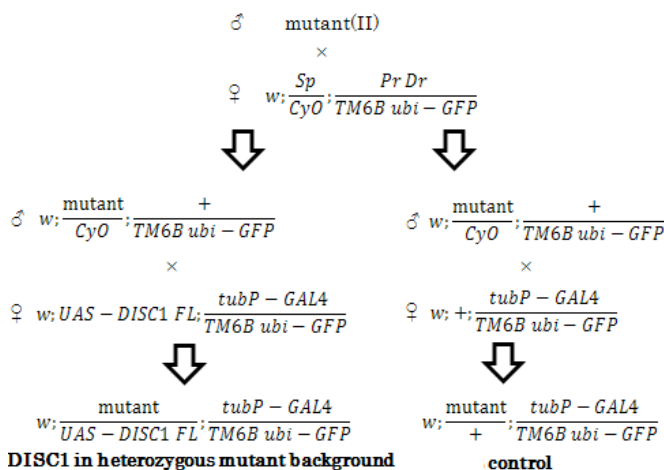 ♂ mutant(II)
×
♀ w; Sp/CyO; Pr Dr/TM6B ubi−GFP
♂ w; mutant/CyO; +/TM6B ubi−GFP
×
♀ w; UAS−DISC1 FL; tubP−GAL4/TM6B ubi−GFP
w; mutant/UAS−DISC1 FL; tubP−GAL4/TM6B ubi−GFP
DISC1 in heterozygous mutant background
♂ w; mutant/CyO; +/TM6B ubi−GFP
×
♀ w; +; tubP−GAL4/TM6B ubi−GFP
w; mutant/+; tubP−GAL4/TM6B ubi−GFP
control